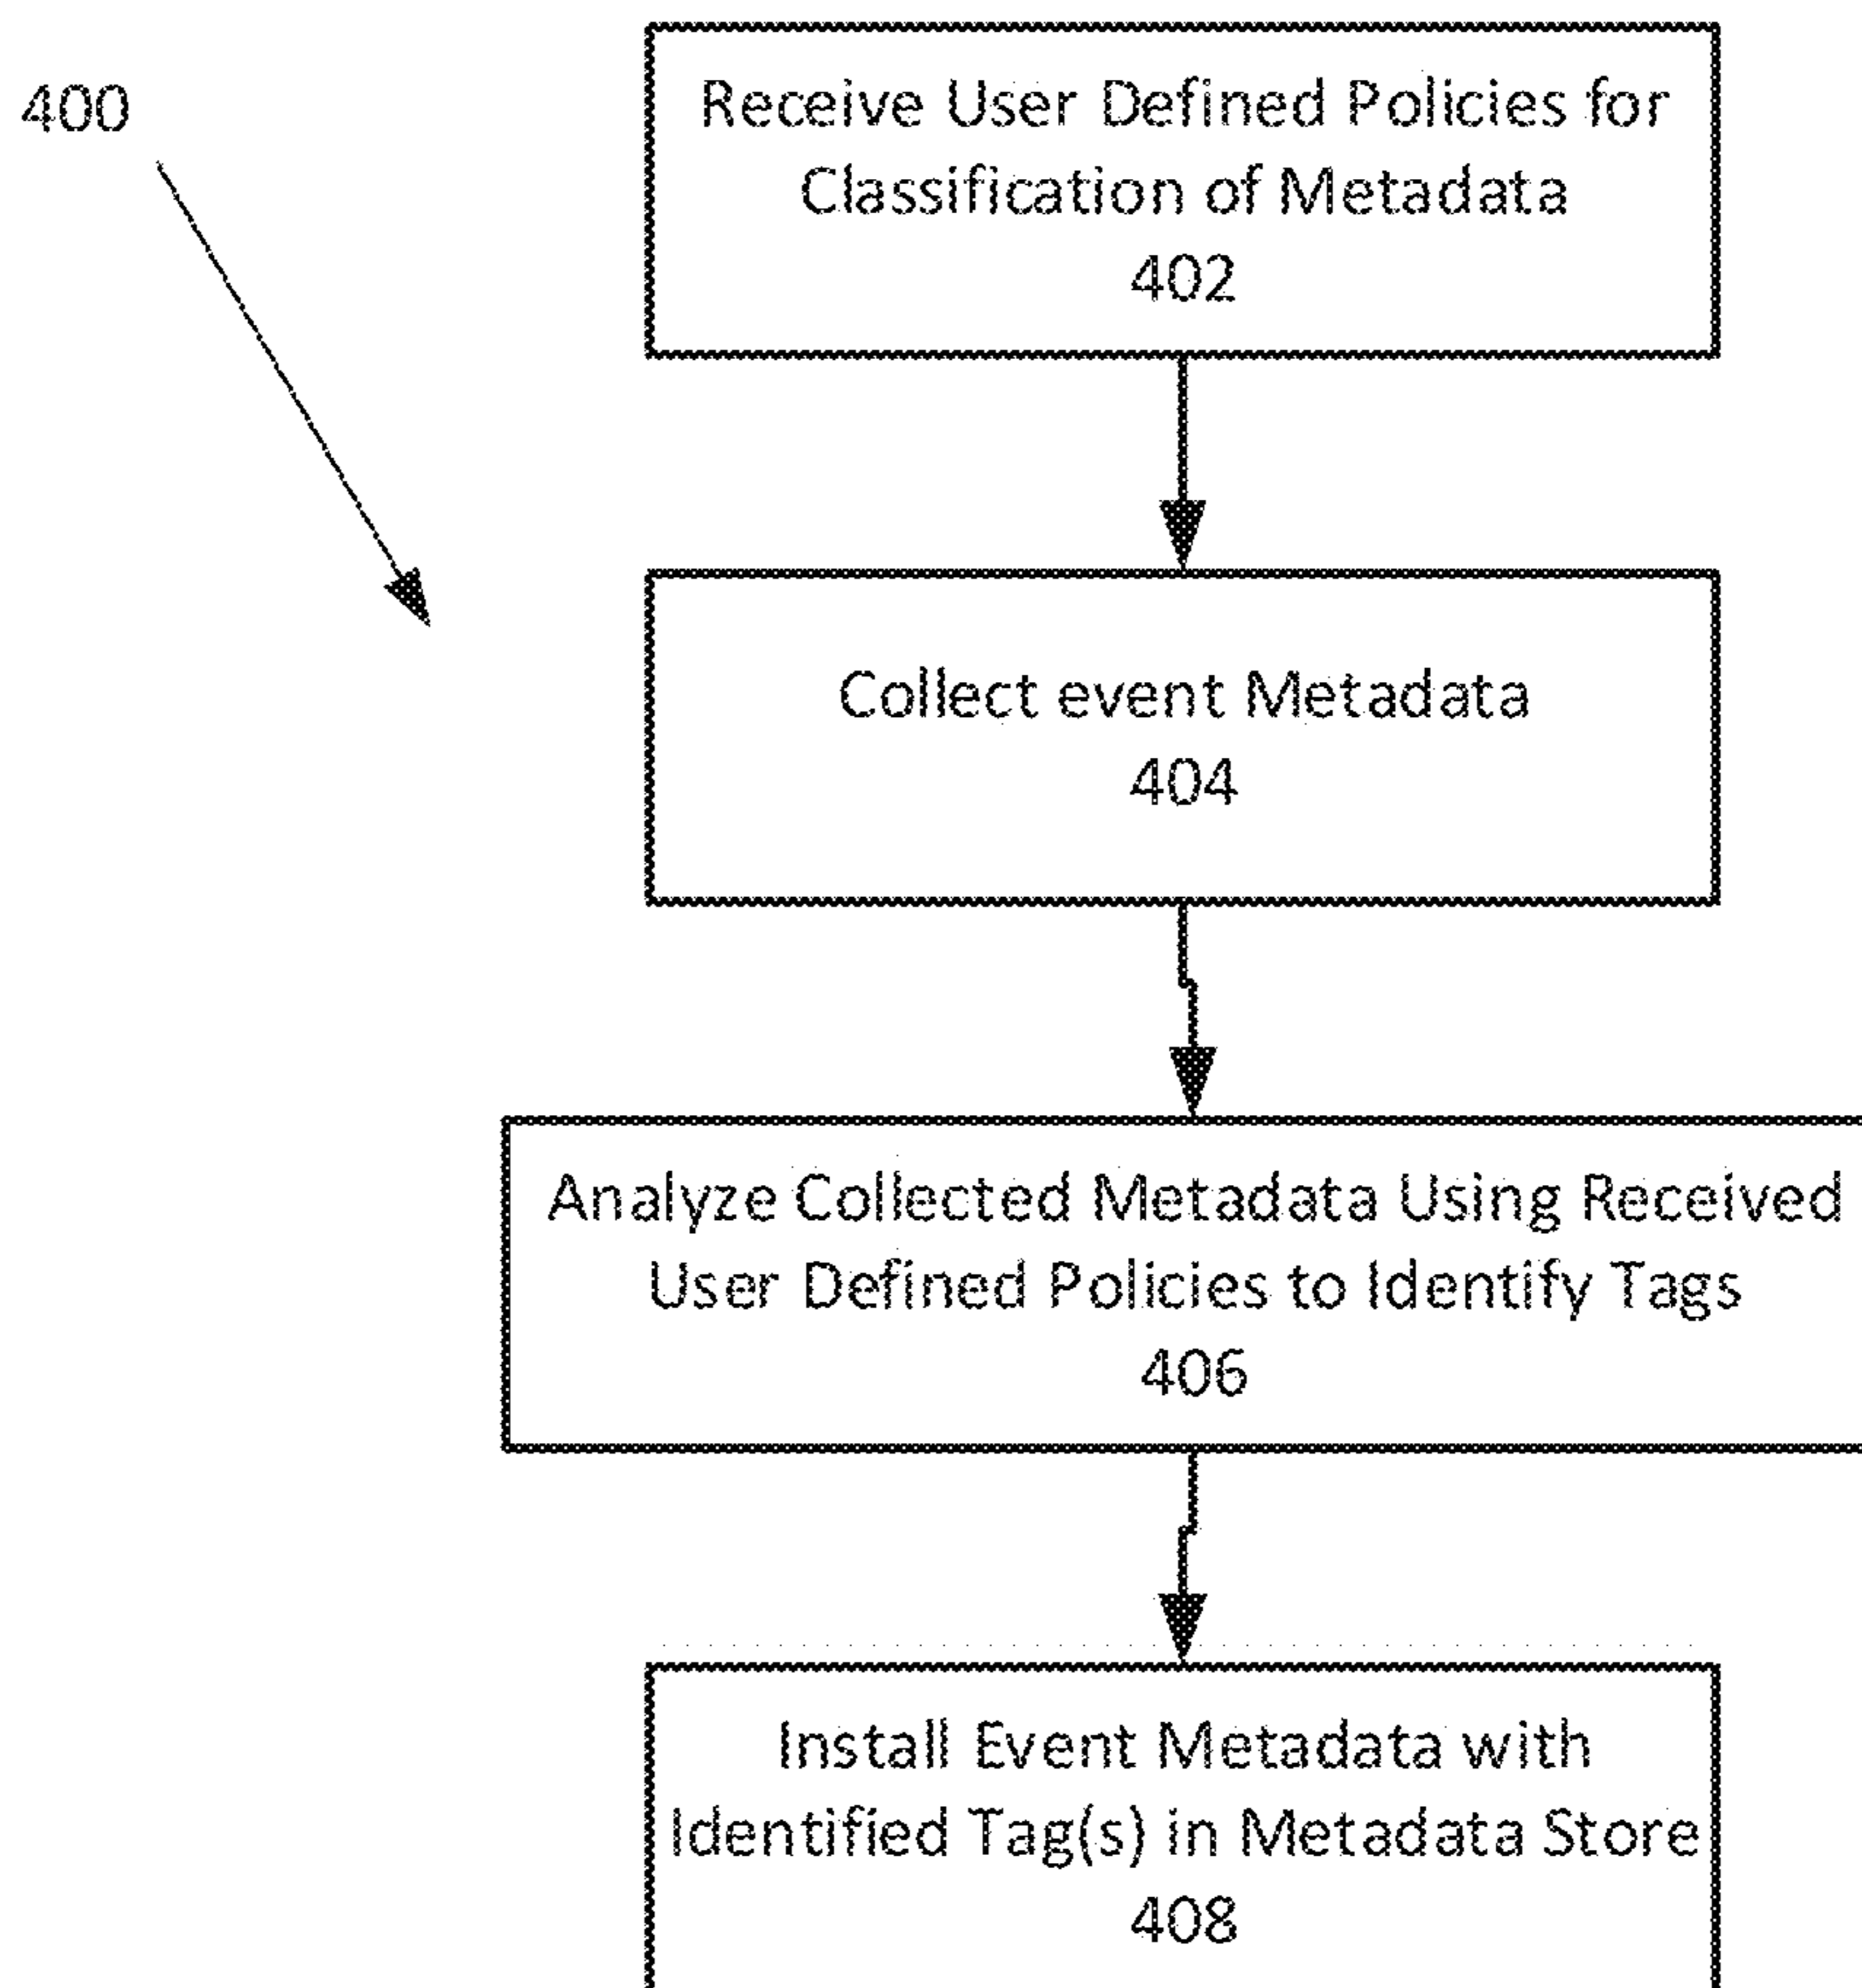 400
Receive User Defined Policies for
Classification of Metadata
402
Collect event Metadata
404
Analyze Collected Metadata Using Received
User Defined Policies to Identify Tags
406
Install Event Metadata with
Identified Tag(s) in Metadata Store
408